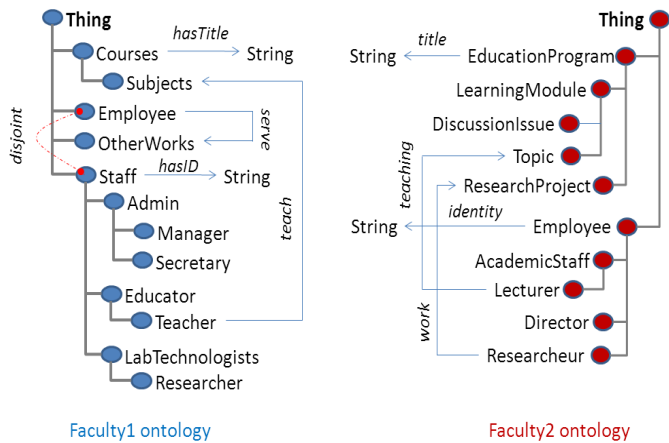 Thing
hasTitle
Courses
String
Subjects
Employee
serve
disjoint
OtherWorks
hasID
Staff
String
Admin
teach
Manager
Secretary
Educator
Teacher
LabTechnologists
Researcher
Faculty1 ontology
Thing
title
String
EducationProgram
LearningModule
DiscussionIssue
Topic
teaching
ResearchProject
identity
String
Employee
AcademicStaff
Lecturer
work
Director
Researcheur
Faculty2 ontology